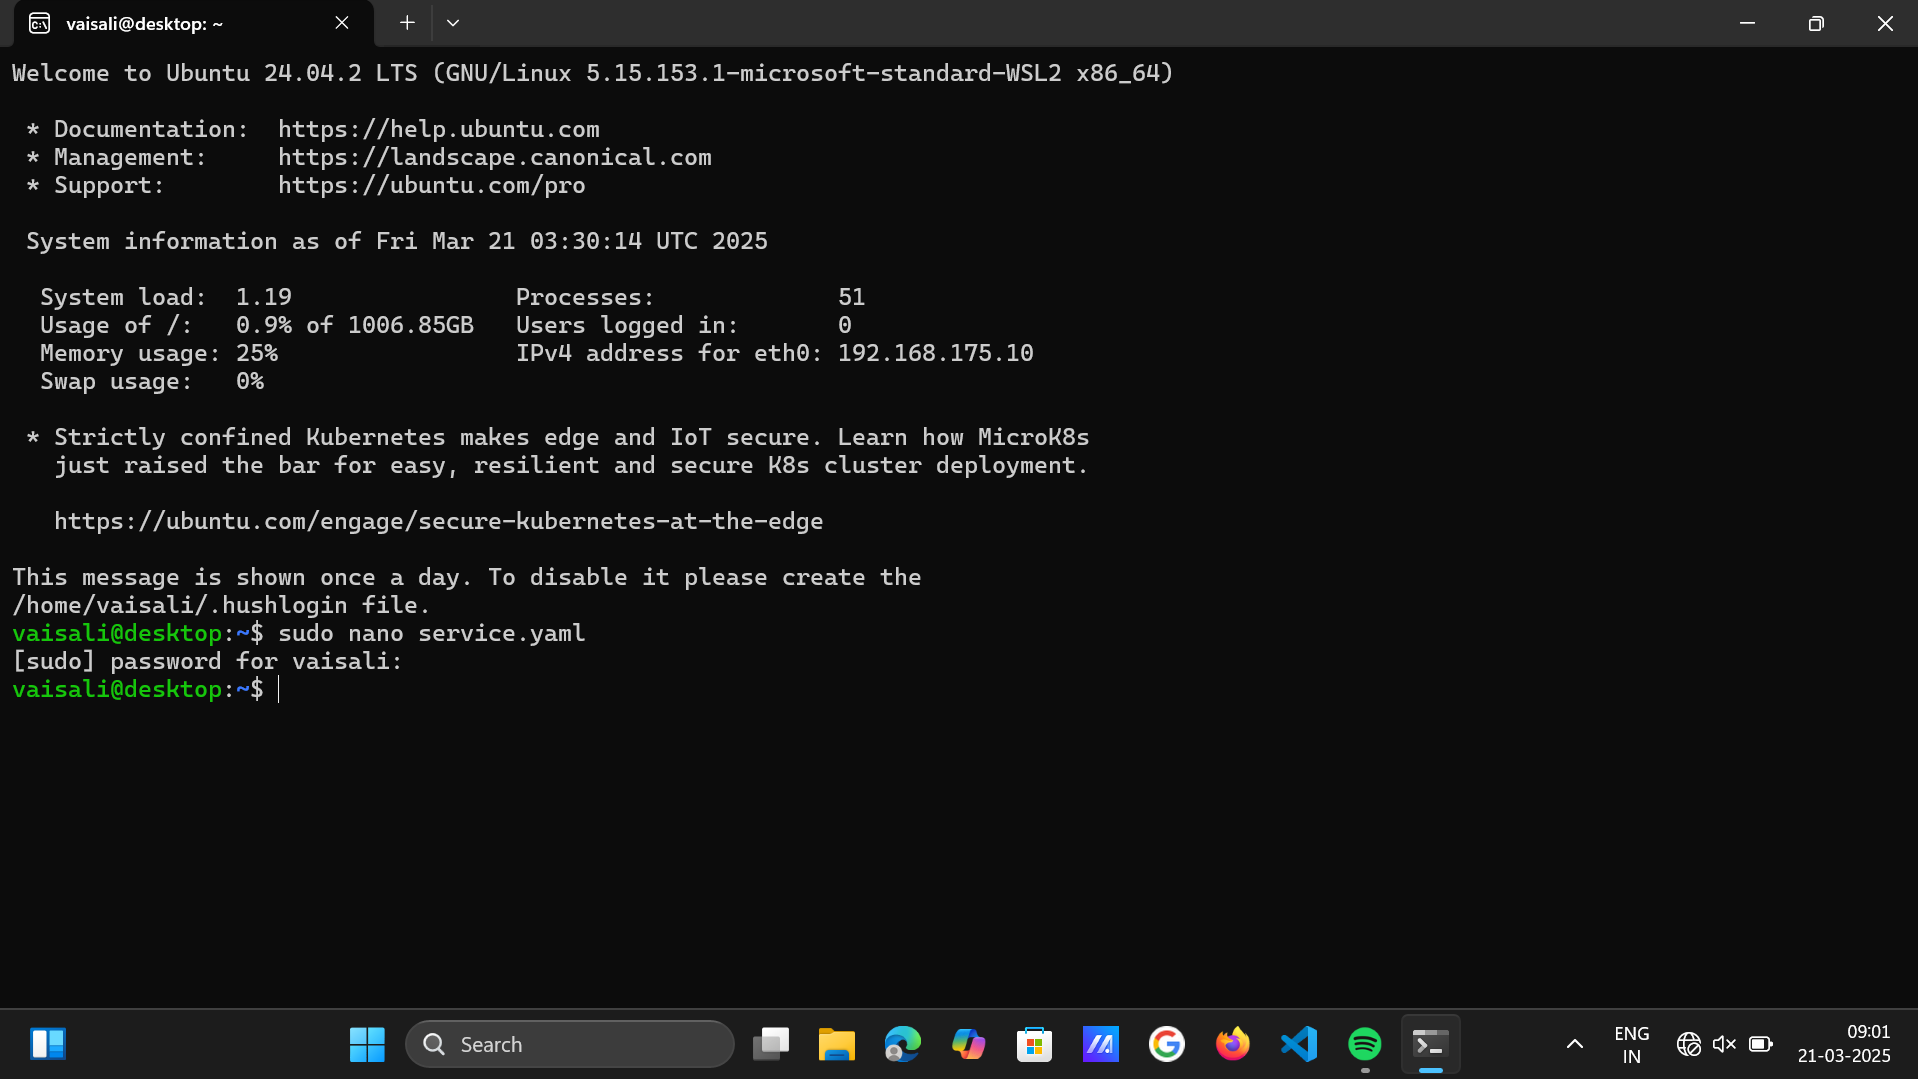 vaisali@desktop: ~
Welcome to Ubuntu 24.04.2 LTS (GNU/Linux 5.15.153.1-microsoft-standard-WSL2 x86_64)
* Documentation:  https://help.ubuntu.com
* Management:     https://landscape.canonical.com
* Support:        https://ubuntu.com/pro
System information as of Fri Mar 21 03:30:14 UTC 2025
System load:  1.19                Processes:             51
Usage of /:   0.9% of 1006.85GB   Users logged in:       0
Memory usage: 25%                 IPv4 address for eth0: 192.168.175.10
Swap usage:   0%
* Strictly confined Kubernetes makes edge and IoT secure. Learn how MicroK8s
just raised the bar for easy, resilient and secure K8s cluster deployment.
https://ubuntu.com/engage/secure-kubernetes-at-the-edge
This message is shown once a day. To disable it please create the
/home/vaisali/.hushlogin file.
vaisali@desktop:~$ sudo nano service.yaml
[sudo] password for vaisali:
vaisali@desktop:~$
Search
ENG
IN
09:01
21-03-2025